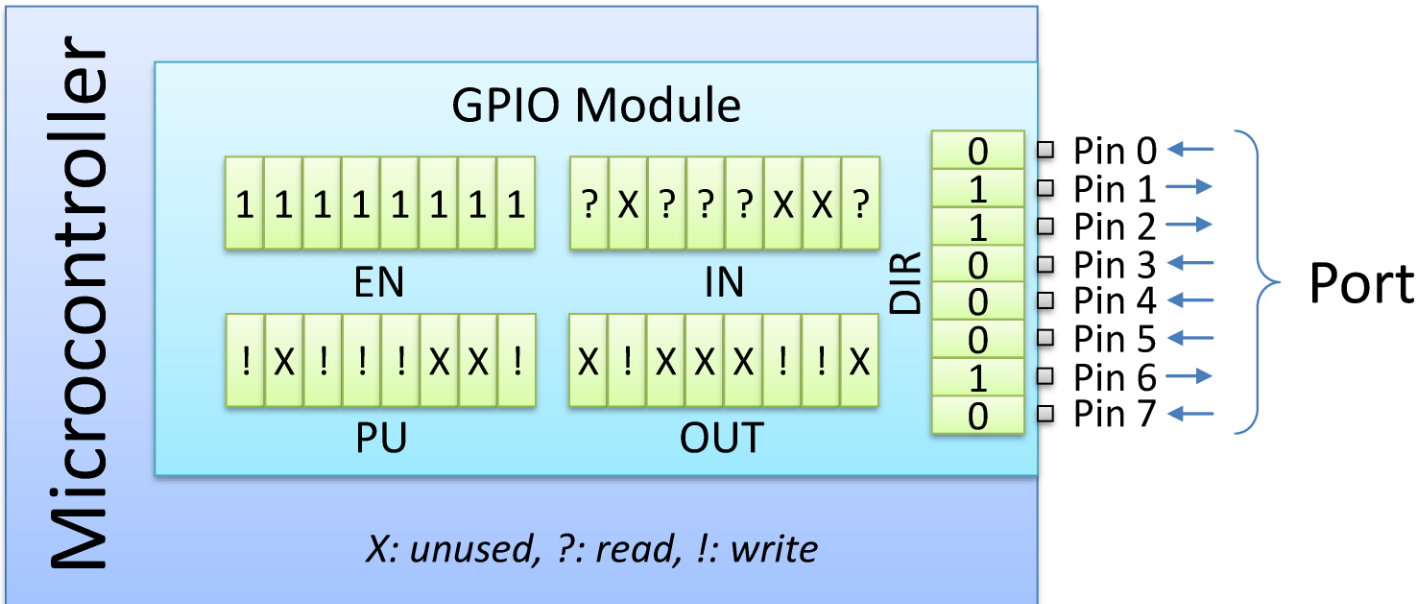 Microcontroller
GPIO Module
1 1 1 1 1 1 1 1
EN
? X ? ? ? X X ?
IN
! X ! ! ! X X !
PU
X ! X X X ! ! X
OUT
DIR
0 Pin 0
1 Pin 1
1 Pin 2
0 Pin 3
0 Pin 4
0 Pin 5
1 Pin 6
0 Pin 7
Port
X: unused, ?: read, !: write